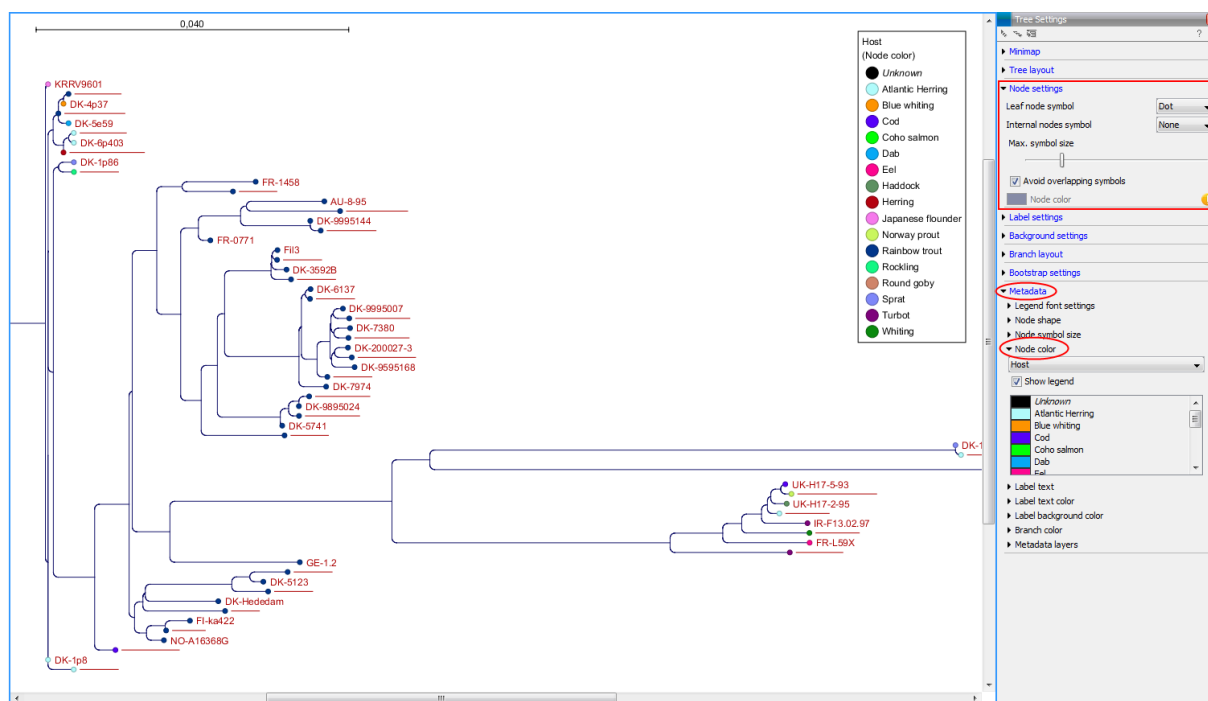 0,040
KRRV9601
DK-4p37
DK-5e59
DK-6p403
DK-1p86
FR-1458
AU-8-95
DK-9995144
FR-0771
Fil3
DK-3592B
DK-6137
DK-9995007
DK-7380
DK-200027-3
DK-9595168
DK-7974
DK-9895024
DK-5741
DK-1
UK-H17-5-93
UK-H17-2-95
IR-F13.02.97
FR-L59X
GE-1.2
DK-5123
DK-Hededam
FI-ka422
NO-A16368G
DK-1p8
Host
(Node color)
Unknown
Atlantic Herring
Blue whiting
Cod
Coho salmon
Dab
Eel
Haddock
Herring
Japanese flounder
Norway prout
Rainbow trout
Rockling
Round goby
Sprat
Turbot
Whiting
Tree Settings
?
Minimap
Tree layout
Node settings
Leaf node symbol Dot
Internal nodes symbol None
Max. symbol size
Avoid overlapping symbols
Node color
Label settings
Background settings
Branch layout
Bootstrap settings
Metadata
Legend font settings
Node shape
Node symbol size
Node color
Host
Show legend
Unknown
Atlantic Herring
Blue whiting
Cod
Coho salmon
Dab
Eel
Label text
Label text color
Label background color
Branch color
Metadata layers